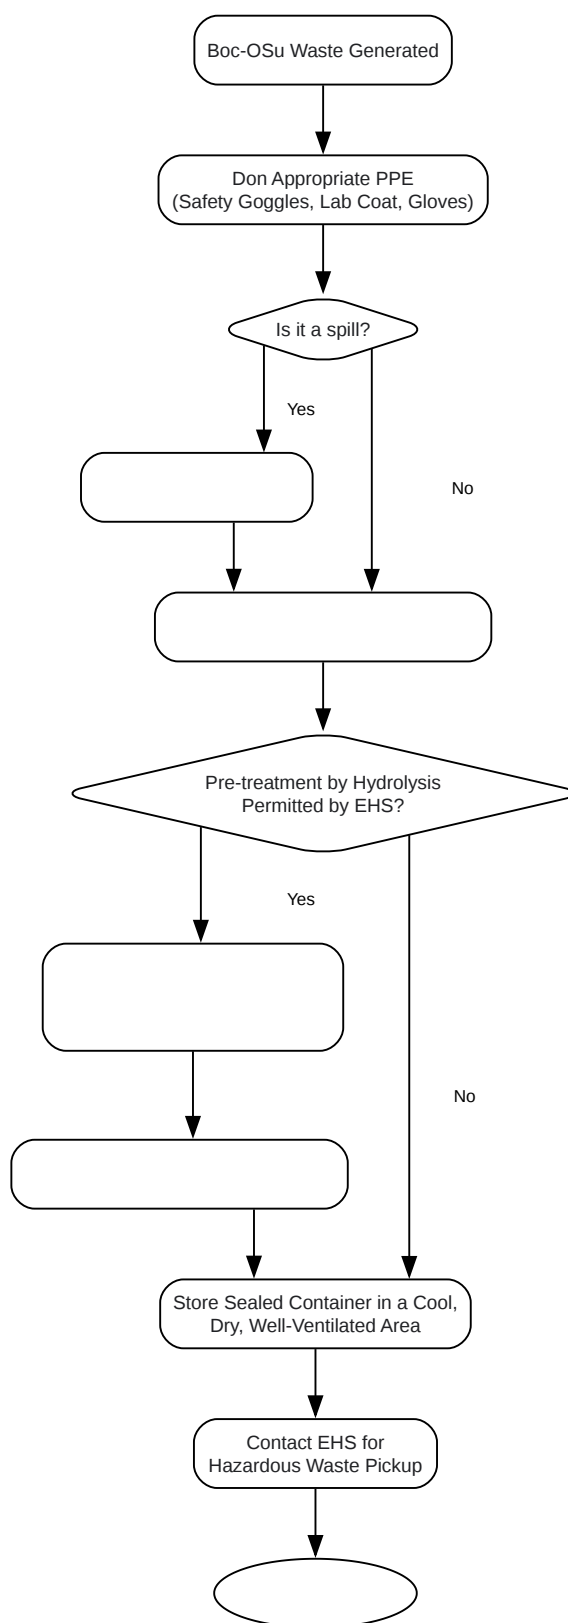 Boc-OSu Waste Generated
Don Appropriate PPE
(Safety Goggles, Lab Coat, Gloves)
Is it a spill?
Yes
No
Pre-treatment by Hydrolysis
Permitted by EHS?
Yes
No
Store Sealed Container in a Cool,
Dry, Well-Ventilated Area
Contact EHS for
Hazardous Waste Pickup